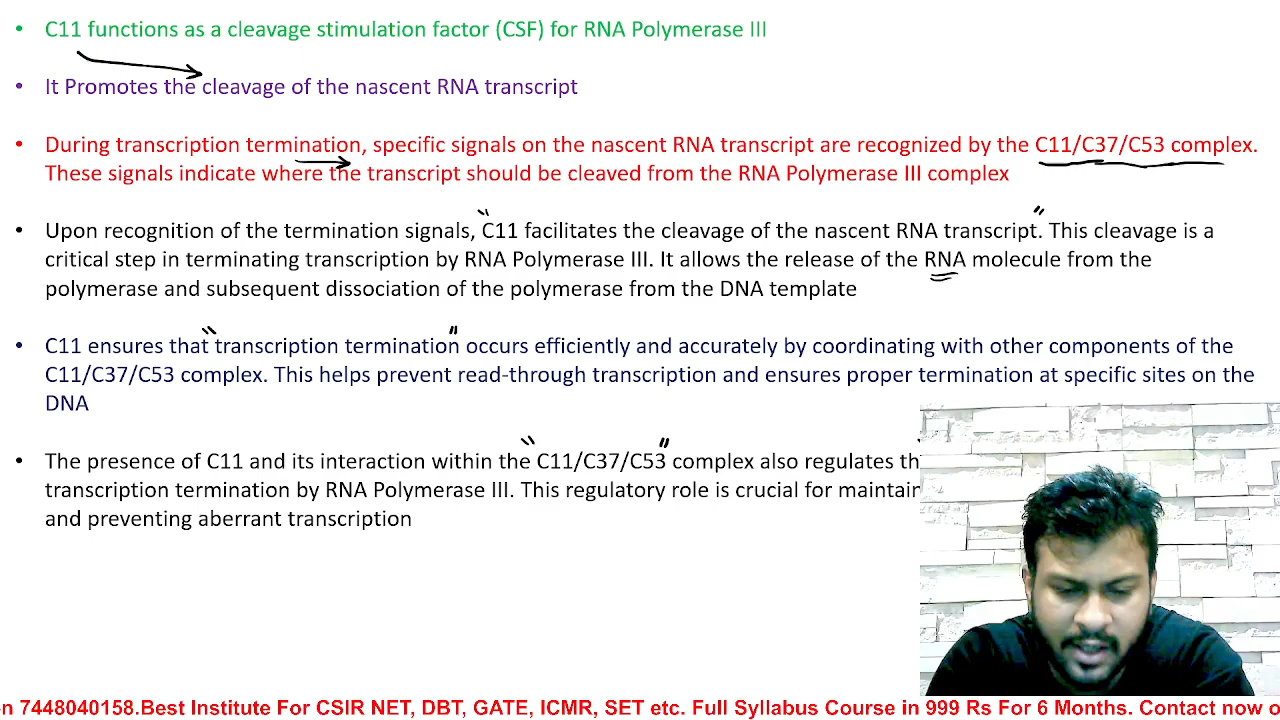 • C11 functions as a cleavage stimulation factor (CSF) for RNA Polymerase III
• It Promotes the cleavage of the nascent RNA transcript
• During transcription termination, specific signals on the nascent RNA transcript are recognized by the C11/C37/C53 complex.
These signals indicate where the transcript should be cleaved from the RNA Polymerase III complex
• Upon recognition of the termination signals, C11 facilitates the cleavage of the nascent RNA transcript. This cleavage is a
critical step in terminating transcription by RNA Polymerase III. It allows the release of the RNA molecule from the
polymerase and subsequent dissociation of the polymerase from the DNA template
• C11 ensures that transcription termination occurs efficiently and accurately by coordinating with other components of the
C11/C37/C53 complex. This helps prevent read-through transcription and ensures proper termination at specific sites on the
DNA
• The presence of C11 and its interaction within the C11/C37/C53 complex also regulates
transcription termination by RNA Polymerase III. This regulatory role is crucial for
and preventing aberrant transcription
7448040158.Best Institute For CSIR NET, DBT, GATE, ICMR, SET etc. Full Syllabus Course in 999 Rs For 6 Months. Contact now